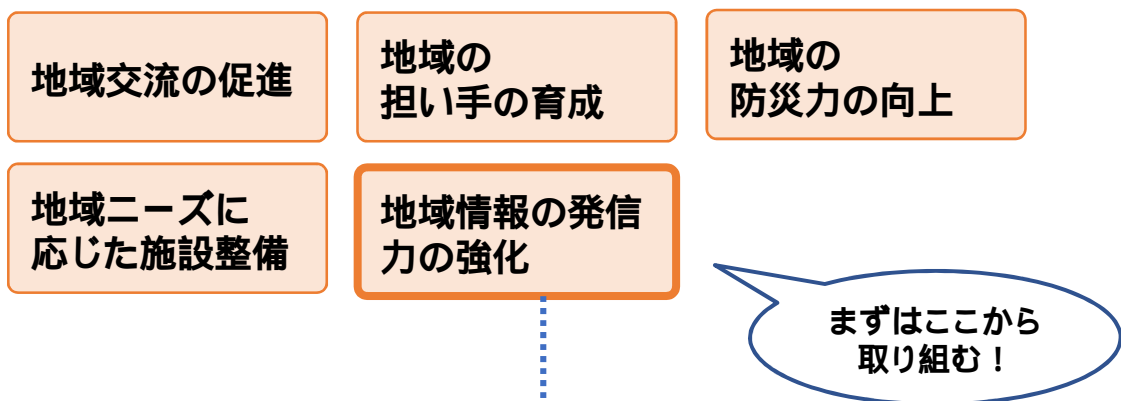 地域交流の促進
地域の
担い手の育成
地域の
防災力の向上
地域ニーズに
応じた施設整備
地域情報の発信
力の強化
まずはここから
取り組む！